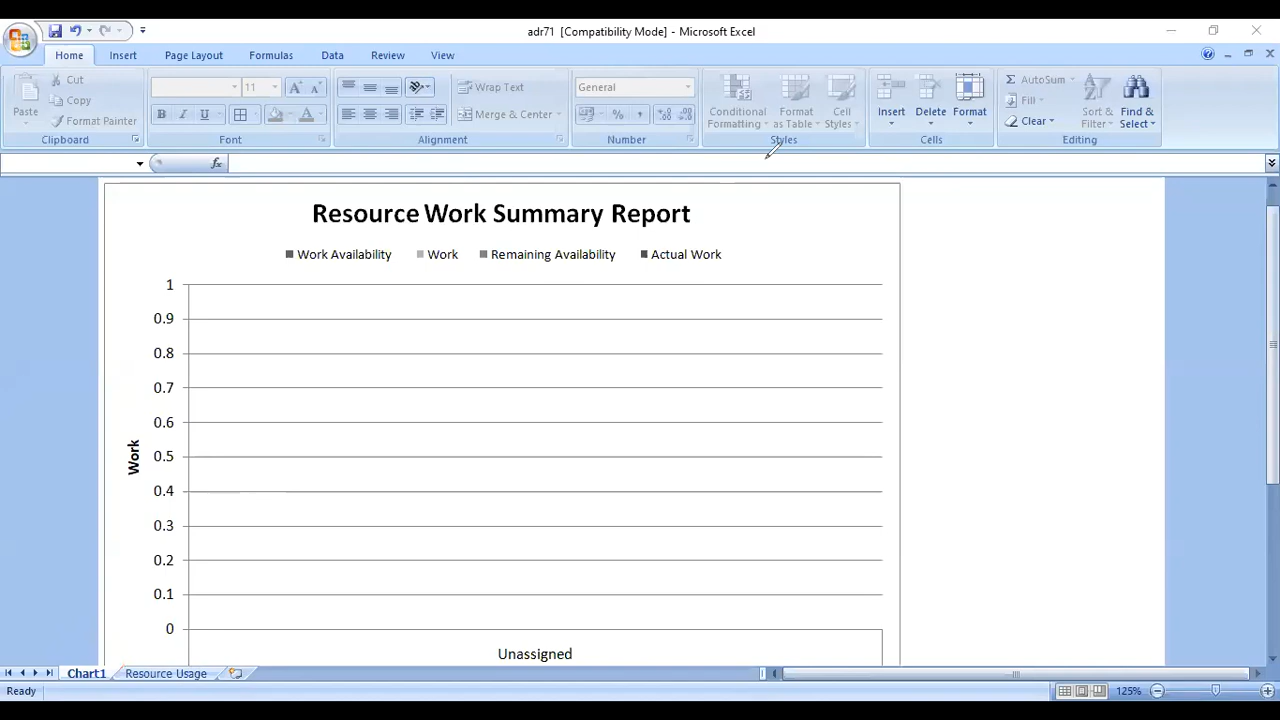 adr71 [Compatibility Mode] - Microsoft Excel
Home Insert Page Layout Formulas Data Review View
Paste
Cut
Copy
Format Painter
Clipboard
11
B I U A
Font
Wrap Text
Merge & Center
Alignment
General
% ,
Number
Conditional Formatting
Format as Table
Cell Styles
Styles
Insert Delete Format
Cells
AutoSum
Fill
Clear
Sort & Filter
Find & Select
Editing
fx
Resource Work Summary Report
Work Availability Work Remaining Availability Actual Work
1
0.9
0.8
0.7
0.6
0.5
0.4
0.3
0.2
0.1
0
Work
Unassigned
Chart1 Resource Usage
Ready 125%